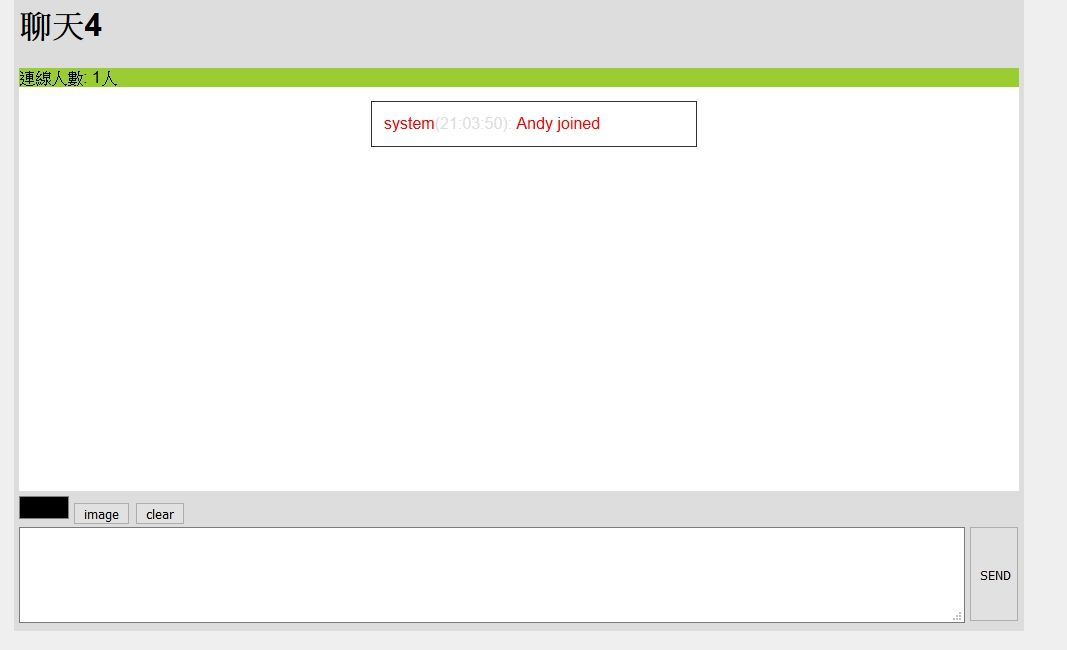 聊天4
連線人數: 1人
system(21:03:50): Andy joined
image clear
SEND